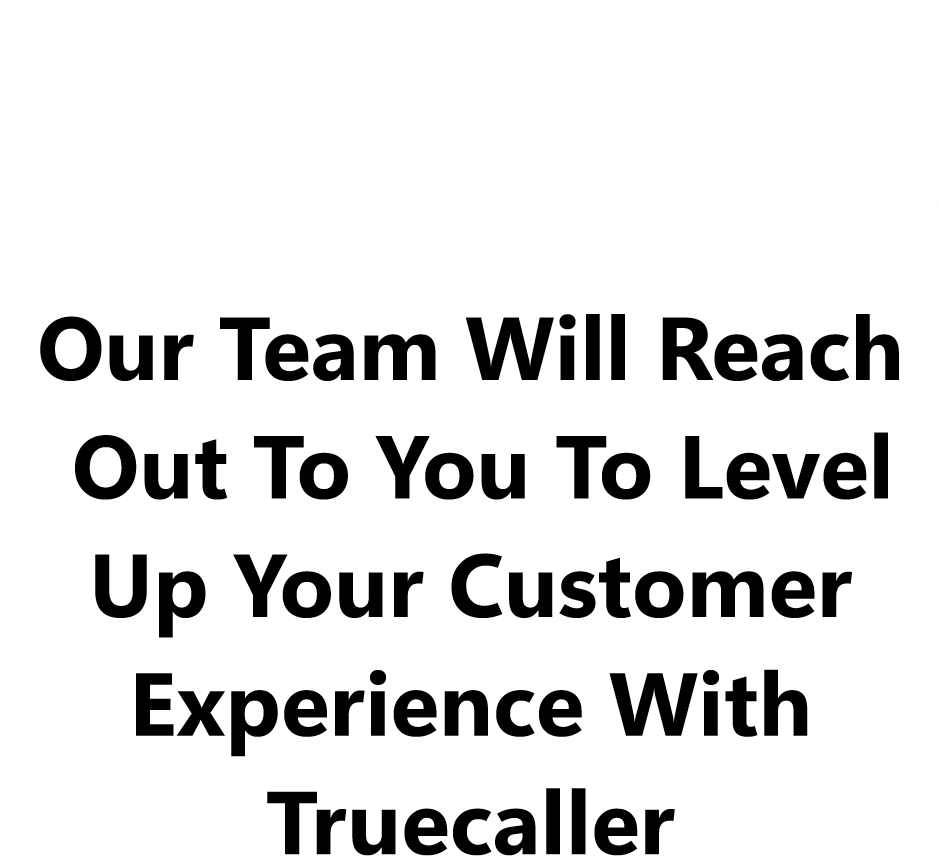 Our Team Will Reach
Out To You To Level
Up Your Customer
Experience With
Truecaller